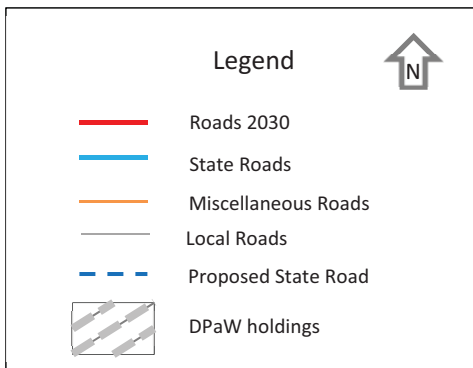 Legend
N
Roads 2030
State Roads
Miscellaneous Roads
Local Roads
Proposed State Road
DPaW holdings